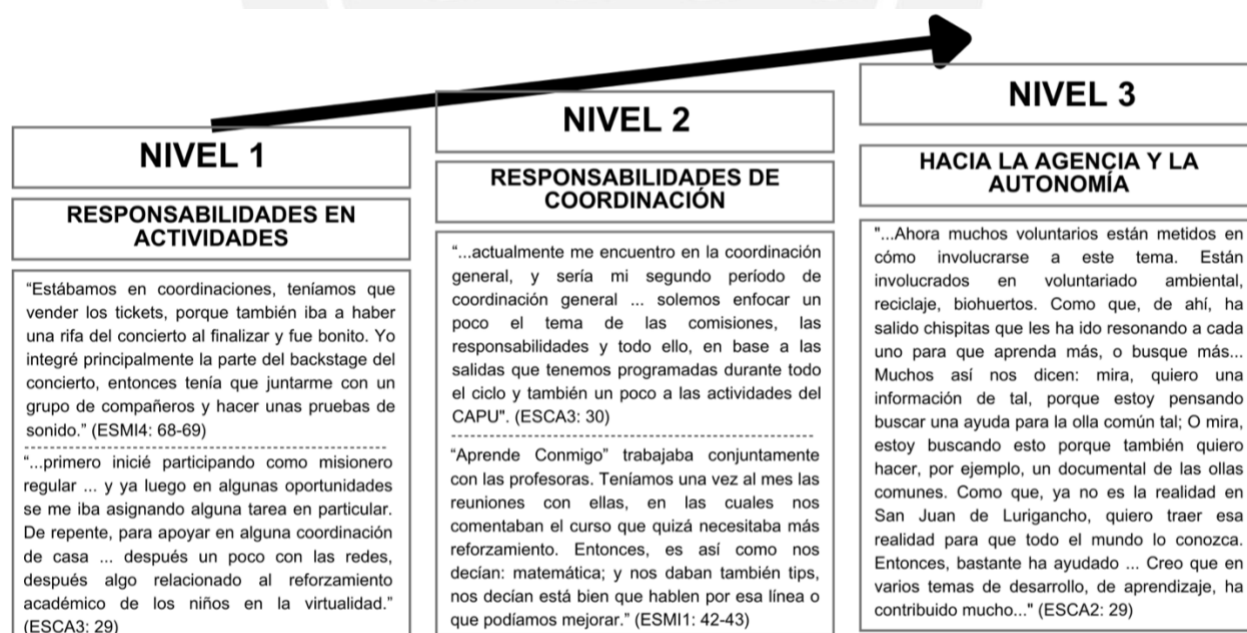 NIVEL 1
RESPONSABILIDADES EN
ACTIVIDADES
“Estábamos en coordinaciones, teníamos que
vender los tickets, porque también iba a haber
una rifa del concierto al finalizar y fue bonito. Yo
integré principalmente la parte del backstage del
concierto, entonces tenía que juntarme con un
grupo de compañeros y hacer unas pruebas de
sonido.” (ESMI4: 68-69)
“...primero inicié participando como misionero
regular ... y ya luego en algunas oportunidades
se me iba asignando alguna tarea en particular.
De repente, para apoyar en alguna coordinación
de casa ... después un poco con las redes,
después algo relacionado al reforzamiento
académico de los niños en la virtualidad.”
(ESCA3: 29)
NIVEL 2
RESPONSABILIDADES DE
COORDINACIÓN
“...actualmente me encuentro en la coordinación
general, y sería mi segundo período de
coordinación general ... solemos enfocar un
poco el tema de las comisiones, las
responsabilidades y todo ello, en base a las
salidas que tenemos programadas durante todo
el ciclo y también un poco a las actividades del
CAPU". (ESCA3: 30)
“Aprende Conmigo” trabajaba conjuntamente
con las profesoras. Teníamos una vez al mes las
reuniones con ellas, en las cuales nos
comentaban el curso que quizá necesitaba más
reforzamiento. Entonces, es así como nos
decían: matemática; y nos daban también tips,
nos decían está bien que hablen por esa línea o
que podíamos mejorar.” (ESMI1: 42-43)
NIVEL 3
HACIA LA AGENCIA Y LA
AUTONOMÍA
"...Ahora muchos voluntarios están metidos en
cómo involucrarse a este tema. Están
involucrados en voluntariado ambiental,
reciclaje, biohuertos. Como que, de ahí, ha
salido chispitas que les ha ido resonando a cada
uno para que aprenda más, o busque más...
Muchos así nos dicen: mira, quiero una
información de tal, porque estoy pensando
buscar una ayuda para la olla común tal; O mira,
estoy buscando esto porque también quiero
hacer, por ejemplo, un documental de las ollas
comunes. Como que, ya no es la realidad en
San Juan de Lurigancho, quiero traer esa
realidad para que todo el mundo lo conozca.
Entonces, bastante ha ayudado ... Creo que en
varios temas de desarrollo, de aprendizaje, ha
contribuido mucho..." (ESCA2: 29)